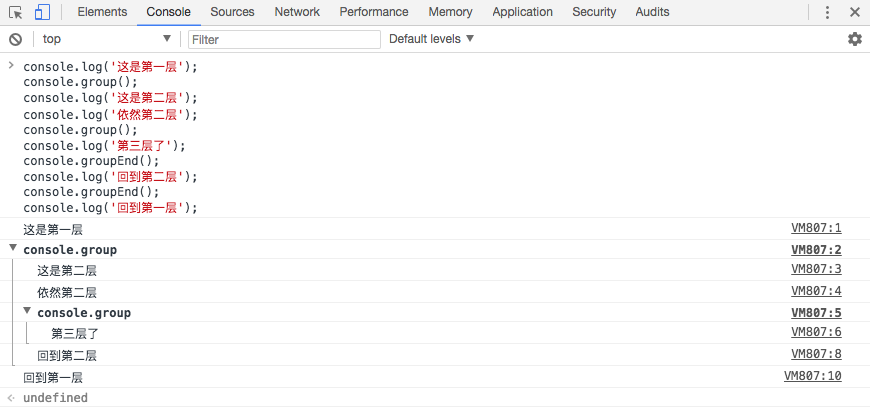 Elements Console Sources Network Performance Memory Application Security Audits
top Filter Default levels
console.log('这是第一层');
console.group();
console.log('这是第二层');
console.log('依然第二层');
console.group();
console.log('第三层了');
console.groupEnd();
console.log('回到第二层');
console.groupEnd();
console.log('回到第一层');
这是第一层 VM807:1
console.group VM807:2
这是第二层 VM807:3
依然第二层 VM807:4
console.group VM807:5
第三层了 VM807:6
回到第二层 VM807:8
回到第一层 VM807:10
undefined